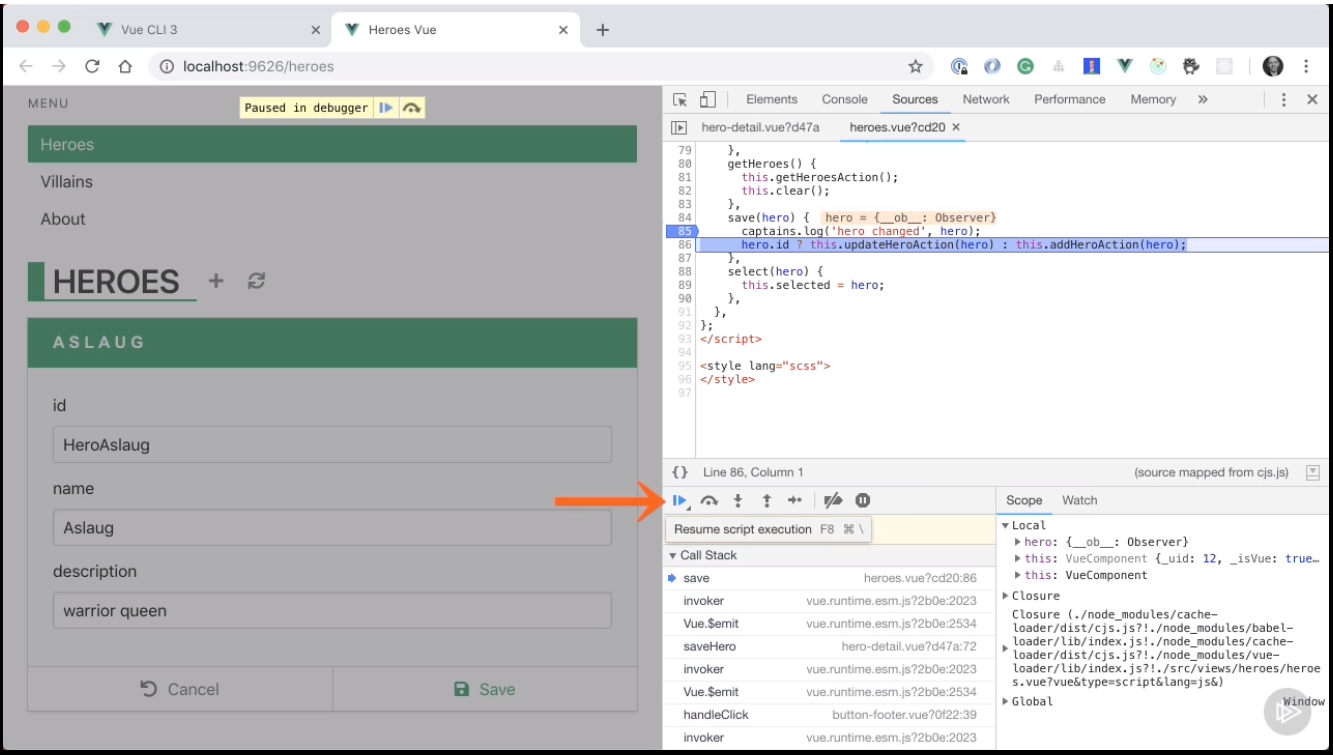 Vue CLI 3
Heroes Vue
localhost:9626/heroes
MENU
Paused in debugger
Heroes
Villains
About
HEROES
ASLAUG
id
HeroAslaug
name
Aslaug
description
warrior queen
Cancel
Save
Elements Console Sources Network Performance Memory »
hero-detail.vue?d47a heroes.vue?cd20
79 },
80 getHeroes() {
81 this.getHeroesAction();
82 this.clear();
83 },
84 save(hero) { hero = {__ob__: Observer}
85 captains.log('hero changed', hero);
86 hero.id ? this.updateHeroAction(hero) : this.addHeroAction(hero);
87 },
88 select(hero) {
89 this.selected = hero;
90 },
91 },
92 };
93 </script>
94
95 <style lang="scss">
96 </style>
97
{} Line 86, Column 1 (source mapped from cjs.js)
Resume script execution F8 ⌘ \
Call Stack
save heroes.vue?cd20:86
invoker vue.runtime.esm.js?2b0e:2023
Vue.$emit vue.runtime.esm.js?2b0e:2534
saveHero hero-detail.vue?d47a:72
invoker vue.runtime.esm.js?2b0e:2023
Vue.$emit vue.runtime.esm.js?2b0e:2534
handleClick button-footer.vue?0f22:39
invoker vue.runtime.esm.js?2b0e:2023
Scope Watch
Local
hero: {__ob__: Observer}
this: VueComponent {_uid: 12, _isVue: true…
this: VueComponent
Closure
Closure (./node_modules/cache-
loader/dist/cjs.js?!./node_modules/babel-
loader/lib/index.js!./node_modules/cache-
loader/dist/cjs.js?!./node_modules/vue-
loader/lib/index.js?!./src/views/heroes/heroe
s.vue?vue&type=script&lang=js&)
Global Window